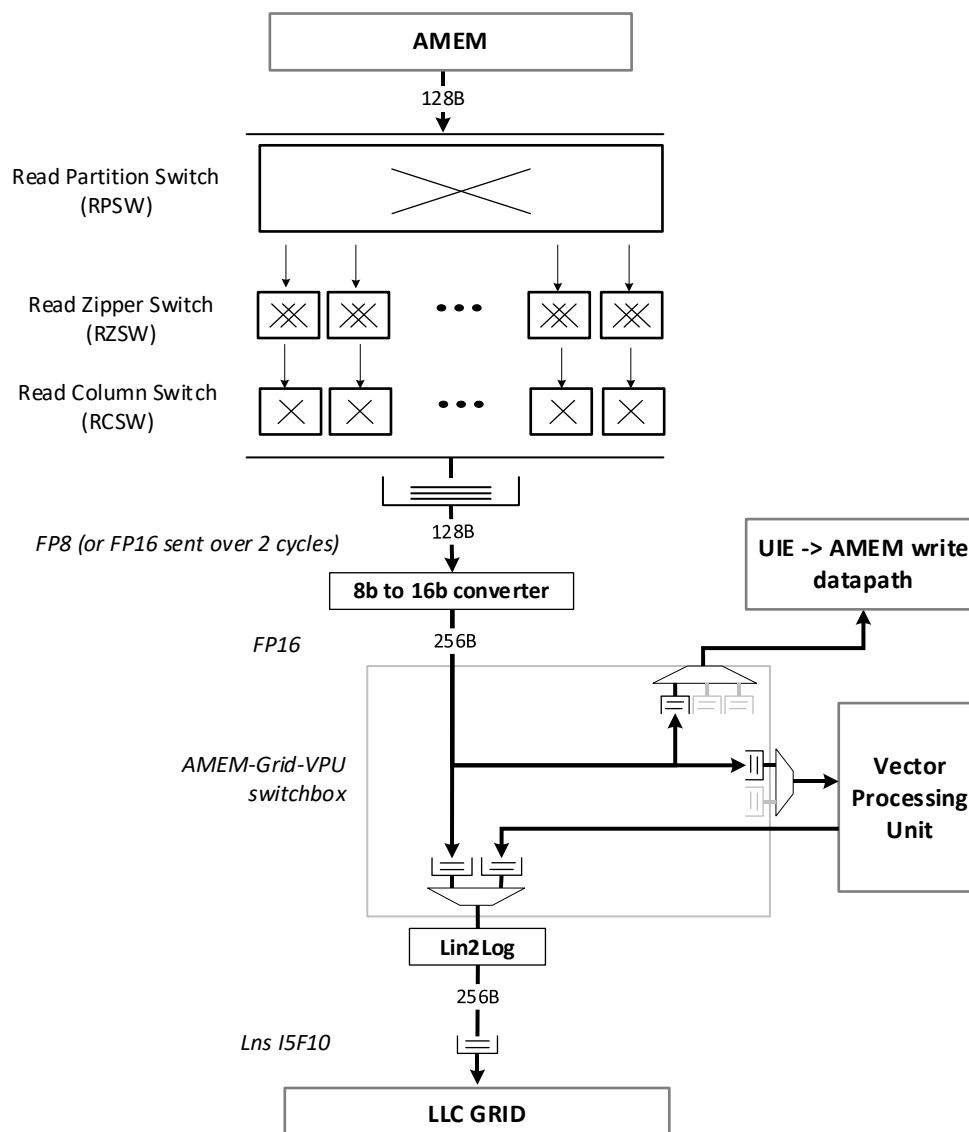 AMEM
128B
Read Partition Switch
(RPSW)
Read Zipper Switch
(RZSW)
Read Column Switch
(RCSW)
128B
FP8 (or FP16 sent over 2 cycles)
8b to 16b converter
UIE -> AMEM write
datapath
256B
FP16
AMEM-Grid-VPU
switchbox
Vector
Processing
Unit
Lin2Log
256B
Lns I5F10
LLC GRID